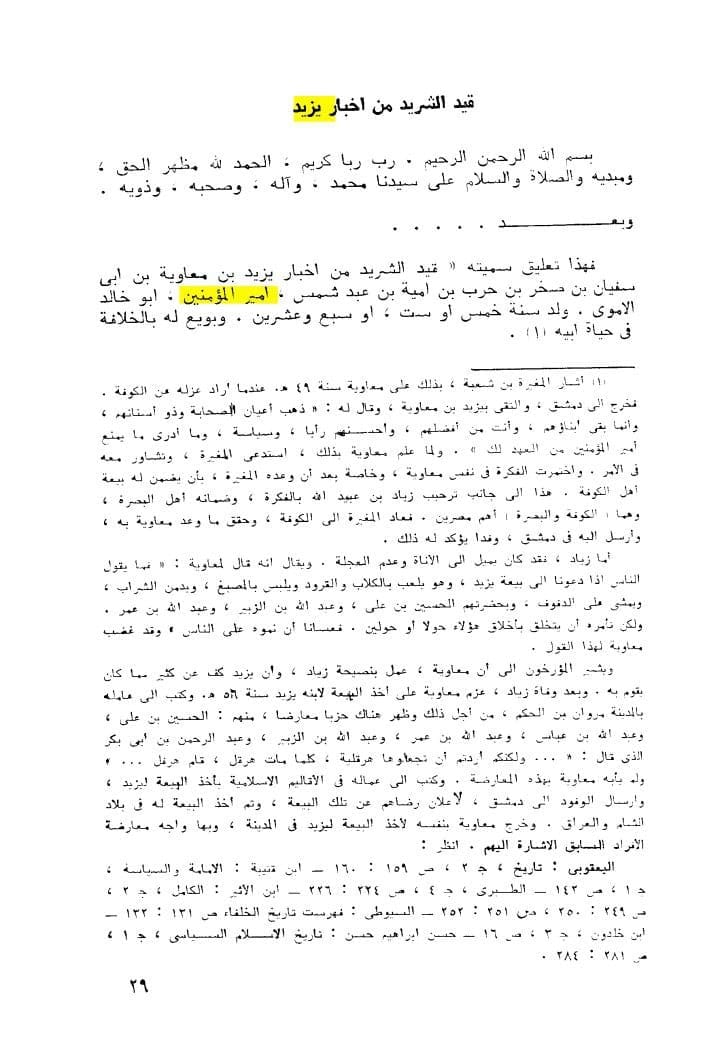 قيد الشريد من اخبار يزيد
بسم الله الرحمن الرحيم . رب ربا كريم ، الحمد لله مظهر الحق ،
ومبديه والصلاة والسلام على سيدنا محمد ، وآله ، وصحبه ، وذويه .
وبعـــــــد . . . . .
فهذا تعليق سميته « قيد الشريد من اخبار يزيد بن معاوية بن ابى
سفيان بن صخر بن حرب بن امية بن عبد شمس ، امير المؤمنين ، ابو خالد
الاموى . ولد سنة خمس او ست ، او سبع وعشرين . وبويع له بالخلافة
فى حياة ابيه (١) .
(١) أشار المغيرة بن شعبة ، بذلك على معاوية سنة ٤٩ هـ. عندما أراد عزله عن الكوفة .
فخرج الى دمشق ، والتقى بيزيد بن معاوية ، وقال له : « ذهب أعيان الصحابة وذو أسنانهم ،
وانما بقى أبناؤهم ، وأنت من أفضلهم ، وأحسنهم رأيا ، وسياسة ، وما أدرى ما يمنع
أمير المؤمنين من العهد لك » . ولما علم معاوية بذلك ، استدعى المغيرة ، وتشاور معه
فى الأمر . واختمرت الفكرة فى نفس معاوية ، وخاصة بعد أن وعده المغيرة ، بأن يضمن له بيعة
أهل الكوفة . هذا الى جانب ترحيب زياد بن عبيد الله بالفكرة ، وضمانه أهل البصرة ،
وهما ( الكوفة والبصرة ) أهم مصرين . فعاد المغيرة الى الكوفة ، وحقق ما وعد معاوية به ،
وأرسل اليه فى دمشق ، وفدا يؤكد له ذلك .
أما زياد ، فقد كان يميل الى الأناة وعدم العجلة . ويقال انه قال لمعاوية : « فما يقول
الناس اذا دعونا الى بيعة يزيد ، وهو يلعب بالكلاب والقرود ويلبس بالمصبغ ، ويدمن الشراب ،
ويمشى على الدفوف ، وبحضرتهم الحسين بن على ، وعبد الله بن الزبير ، وعبد الله بن عمر .
ولكن تأمره أن يتخلق بأخلاق هؤلاء حولا أو حولين . فعسانا أن نموه على الناس » وقد غضب
معاوية لهذا القول .
ويشير المؤرخون الى أن معاوية ، عمل بنصيحة زياد ، وأن يزيد كف عن كثير مما كان
يقوم به . وبعد وفاة زياد ، عزم معاوية على أخذ البيعة لابنه يزيد سنة ٥٦ هـ. وكتب الى عامله
بالمدينة مروان بن الحكم ، من أجل ذلك وظهر هناك حزبا معارضا ، منهم : الحسين بن على ،
وعبد الله بن عباس ، وعبد الله بن عمر ، وعبد الله بن الزبير ، وعبد الرحمن بن ابى بكر
الذى قال : « ... ولكنكم أردتم أن تجعلوها هرقلية ، كلما مات هرقل ، قام هرقل ... »
ولم يأبه معاوية بهذه المعارضة . وكتب الى عماله فى الأقاليم الاسلامية بأخذ البيعة ليزيد ،
وارسال الوفود الى دمشق ، لأعلان رضاهم عن تلك البيعة ، وتم أخذ البيعة له فى بلاد
الشام والعراق . وخرج معاوية بنفسه لأخذ البيعة ليزيد فى المدينة ، وبها واجه معارضة
الأفراد السابق الاشارة اليهم . انظر :
اليعقوبى : تاريخ ، ج ٢ ، ص ١٥٩ : ١٦٠ — ابن قتيبة : الامامة والسياسة ،
ج ١ ، ص ١٤٢ — الطبرى ، ج ٤ ، ص ٢٢٤ : ٢٢٦ — ابن الأثير : الكامل ، ج ٢ ،
ص ٢٤٩ : ٢٥٠ ، ص ٢٥١ : ٢٥٢ — السيوطى : فهرست تاريخ الخلفاء ص ١٣١ : ١٣٢ —
ابن خلدون ، ج ٣ ، ص ١٦ — حسن ابراهيم حسن : تاريخ الاسلام السياسى ، ج ١ ،
ص ٢٨١ : ٢٨٤ .
٢٩